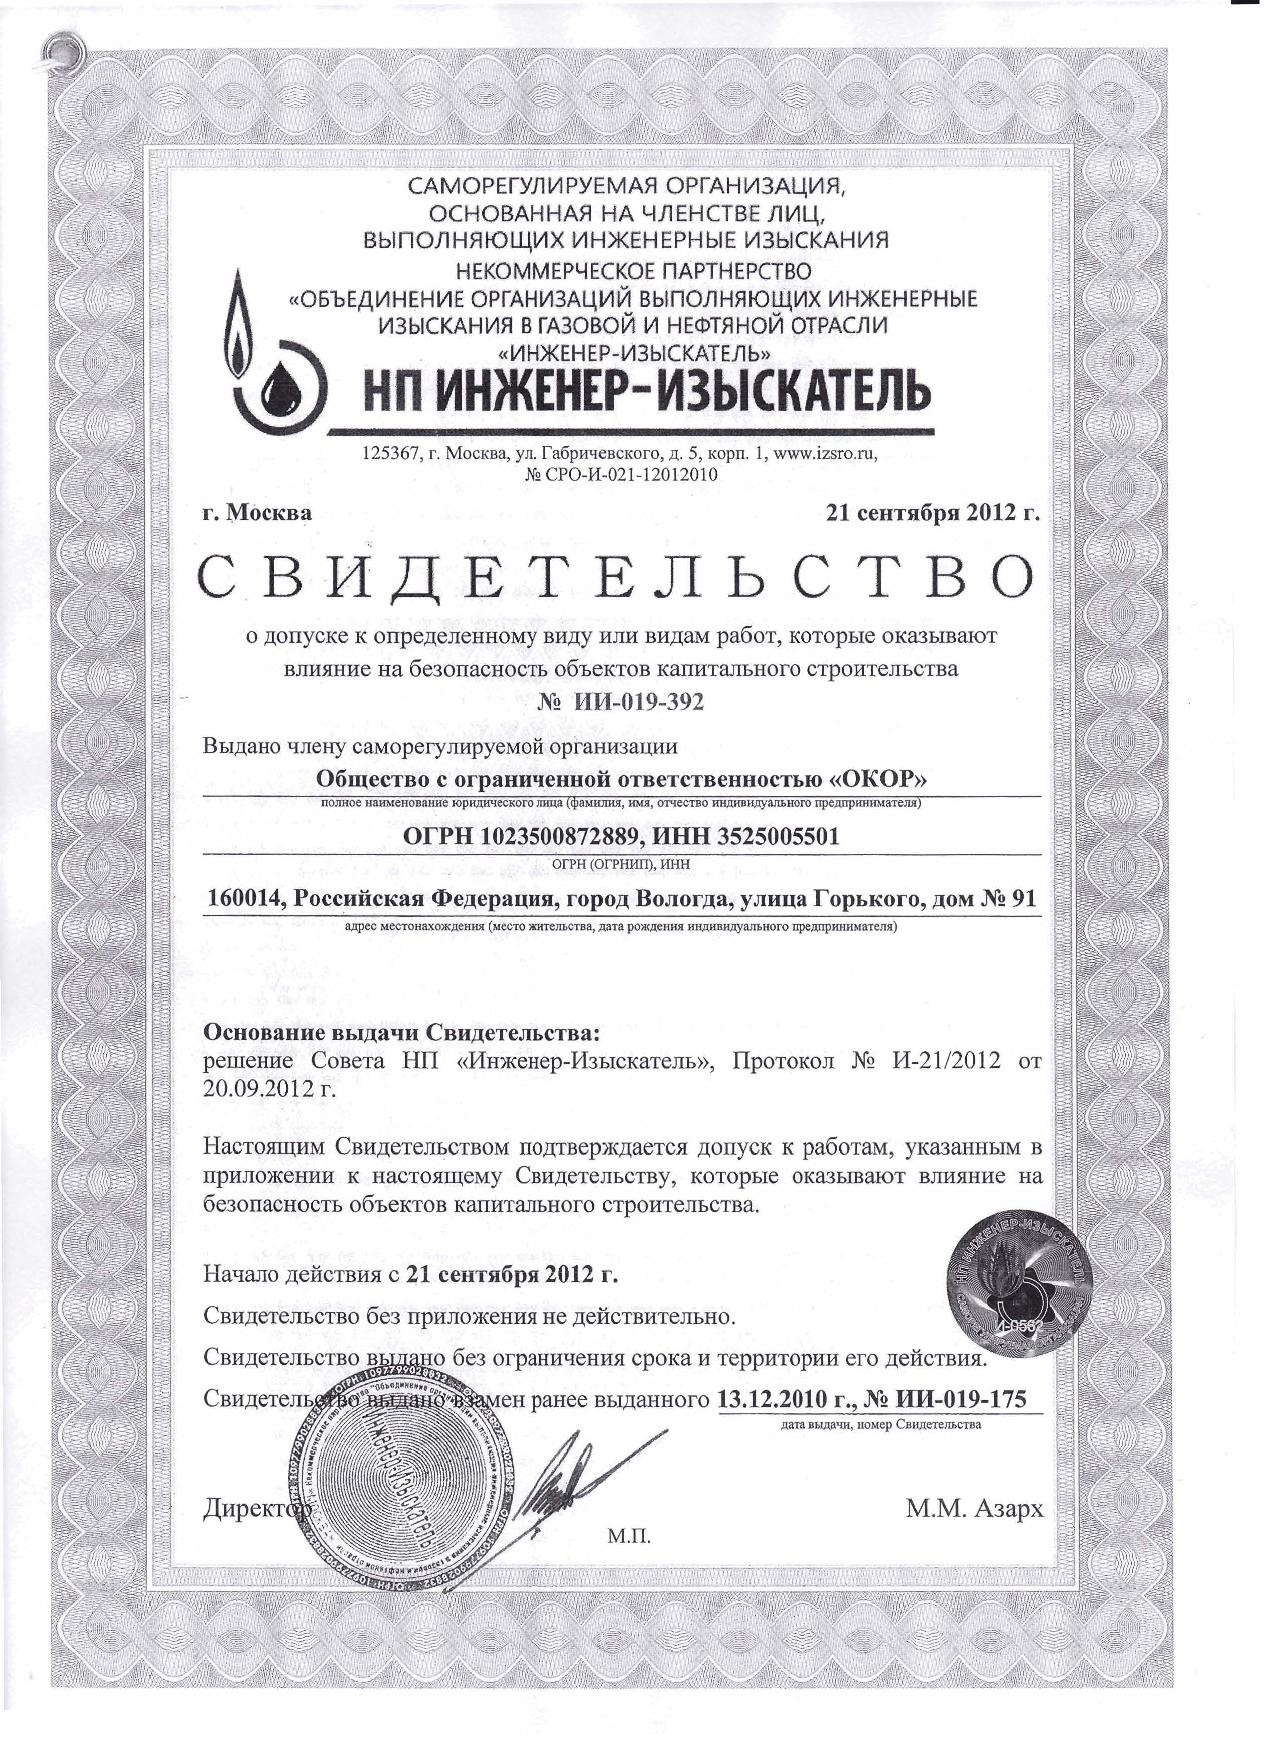 САМОРЕГУЛИРУЕМАЯ ОРГАНИЗАЦИЯ,
ОСНОВАННАЯ НА ЧЛЕНСТВЕ ЛИЦ,
ВЫПОЛНЯЮЩИХ ИНЖЕНЕРНЫЕ ИЗЫСКАНИЯ
НЕКОММЕРЧЕСКОЕ ПАРТНЕРСТВО
«ОБЪЕДИНЕНИЕ ОРГАНИЗАЦИЙ ВЫПОЛНЯЮЩИХ ИНЖЕНЕРНЫЕ
ИЗЫСКАНИЯ В ГАЗОВОЙ И НЕФТЯНОЙ ОТРАСЛИ
«ИНЖЕНЕР-ИЗЫСКАТЕЛЬ»
НП ИНЖЕНЕР-ИЗЫСКАТЕЛЬ
125367, г. Москва, ул. Габричевского, д. 5, корп. 1, www.izsro.ru,
№ СРО-И-021-12012010
г. Москва 21 сентября 2012 г.
СВИДЕТЕЛЬСТВО
о допуске к определенному виду или видам работ, которые оказывают
влияние на безопасность объектов капитального строительства
№ ИИ-019-392
Выдано члену саморегулируемой организации
Общество с ограниченной ответственностью «ОКОР»
полное наименование юридического лица (фамилия, имя, отчество индивидуального предпринимателя)
ОГРН 1023500872889, ИНН 3525005501
ОГРН (ОГРНИП), ИНН
160014, Российская Федерация, город Вологда, улица Горького, дом № 91
адрес местонахождения (место жительства, дата рождения индивидуального предпринимателя)
Основание выдачи Свидетельства:
решение Совета НП «Инженер-Изыскатель», Протокол № И-21/2012 от
20.09.2012 г.
Настоящим Свидетельством подтверждается допуск к работам, указанным в
приложении к настоящему Свидетельству, которые оказывают влияние на
безопасность объектов капитального строительства.
НП ИНЖЕНЕР-ИЗЫСКАТЕЛЬ
И-0562
Начало действия с 21 сентября 2012 г.
Свидетельство без приложения не действительно.
Свидетельство выдано без ограничения срока и территории его действия.
Свидетельство выдано взамен ранее выданного 13.12.2010 г., № ИИ-019-175
дата выдачи, номер Свидетельства
Инженер-Изыскатель
Директор М.М. Азарх
М.П.